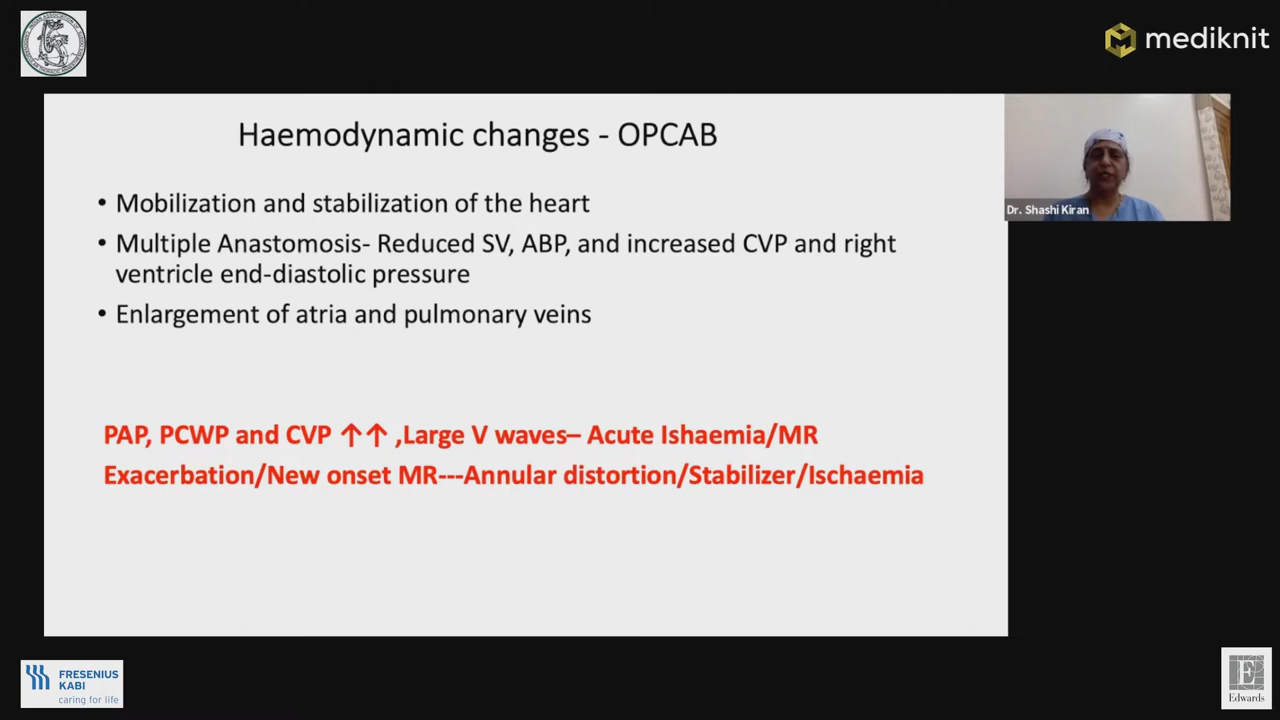 mediknit
Haemodynamic changes - OPCAB
• Mobilization and stabilization of the heart
• Multiple Anastomosis- Reduced SV, ABP, and increased CVP and right
ventricle end-diastolic pressure
• Enlargement of atria and pulmonary veins
PAP, PCWP and CVP ↑↑ ,Large V waves– Acute Ishaemia/MR
Exacerbation/New onset MR---Annular distortion/Stabilizer/Ischaemia
Dr. Shashi Kiran
FRESENIUS
KABI
caring for life
Edwards